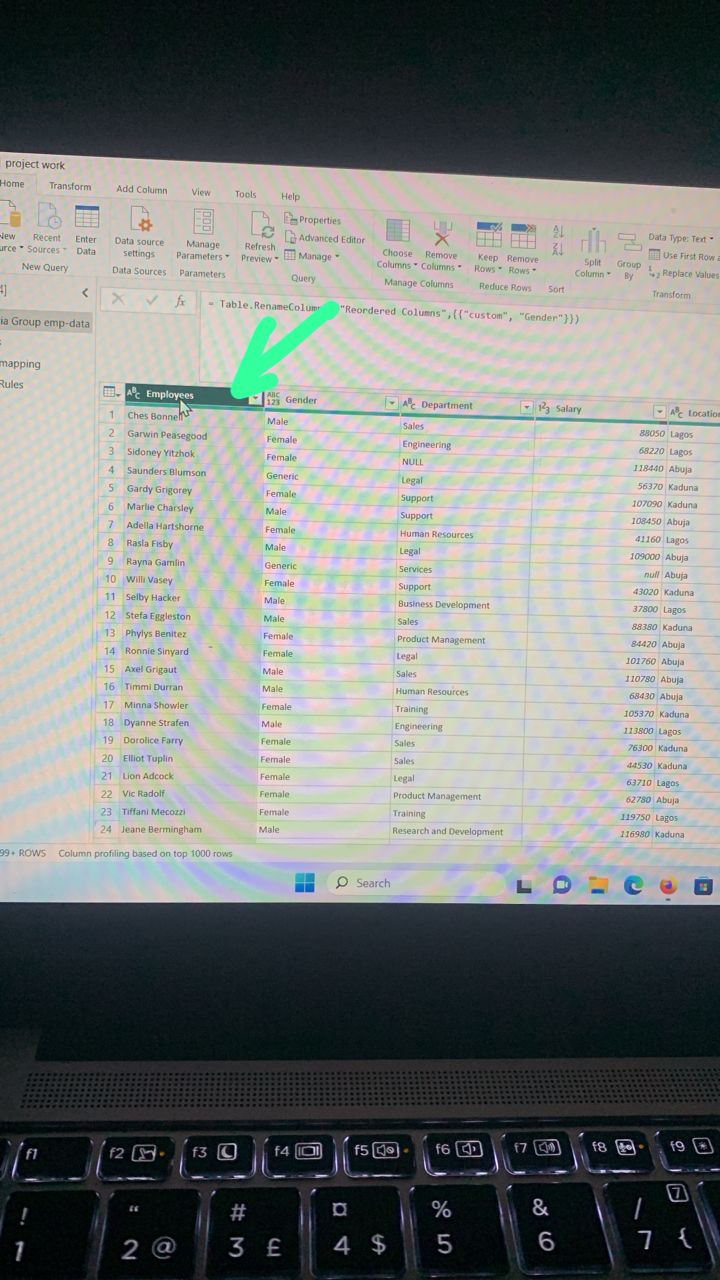 project work
Home Transform Add Column View Tools Help
New Recent Enter Data source Manage Refresh Properties Choose Remove Keep Remove Split Group Data Type: Text
Sources Data settings Parameters Preview Advanced Editor Columns Columns Rows Rows Column By Use First Row
Manage Replace Values
New Query Data Sources Parameters Query Manage Columns Reduce Rows Sort Transform
4]
fx = Table.RenameColumn "Reordered Columns",{{"custom", "Gender"}})
ia Group emp-data
mapping
Rules
ABC Employees ABC 123 Gender ABC Department 123 Salary ABC Location
1 Ches Bonnell Male Sales 88050 Lagos
2 Garwin Peasegood Female Engineering 68220 Lagos
3 Sidoney Yitzhok Female NULL 118440 Abuja
4 Saunders Blumson Generic Legal 56370 Kaduna
5 Gardy Grigorey Female Support 107090 Kaduna
6 Marlie Charsley Male Support 108450 Abuja
7 Adella Hartshorne Female Human Resources 41160 Lagos
8 Rasla Fisby Male Legal 109000 Abuja
9 Rayna Gamlin Generic Services null Abuja
10 Willi Vasey Female Support 43020 Kaduna
11 Selby Hacker Male Business Development 37800 Lagos
12 Stefa Eggleston Male Sales 88380 Kaduna
13 Phylys Benitez Female Product Management 84420 Abuja
14 Ronnie Sinyard Female Legal 101760 Abuja
15 Axel Grigaut Male Sales 110780 Abuja
16 Timmi Durran Male Human Resources 68430 Abuja
17 Minna Showler Female Training 105370 Kaduna
18 Dyanne Strafen Male Engineering 113800 Lagos
19 Dorolice Farry Female Sales 76300 Kaduna
20 Elliot Tuplin Female Sales 44530 Kaduna
21 Lion Adcock Female Legal 63710 Lagos
22 Vic Radolf Female Product Management 62780 Abuja
23 Tiffani Mecozzi Female Training 119750 Lagos
24 Jeane Bermingham Male Research and Development 116980 Kaduna
99+ ROWS Column profiling based on top 1000 rows
Search
f1 f2 f3 f4 f5 f6 f7 f8 f9
! “ # ¤ % & / 7
1 2 @ 3 £ 4 $ 5 6 7 {